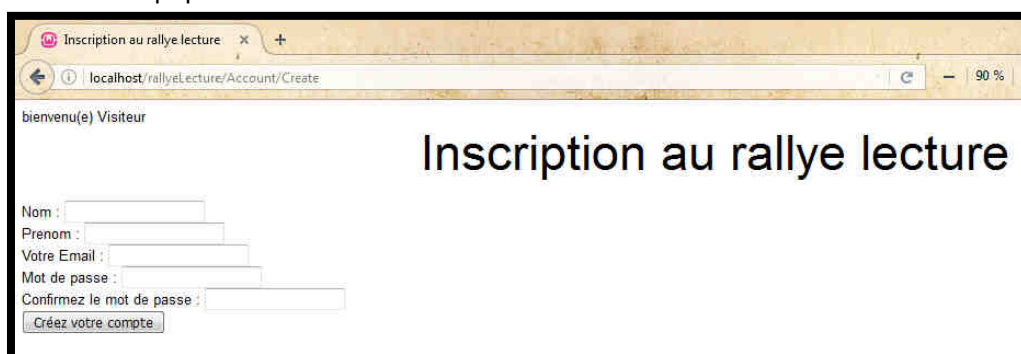 Inscription au rallye lecture × +
localhost/rallyeLecture/Account/Create 90 %
bienvenu(e) Visiteur
Inscription au rallye lecture
Nom :
Prenom :
Votre Email :
Mot de passe :
Confirmez le mot de passe :
Créez votre compte